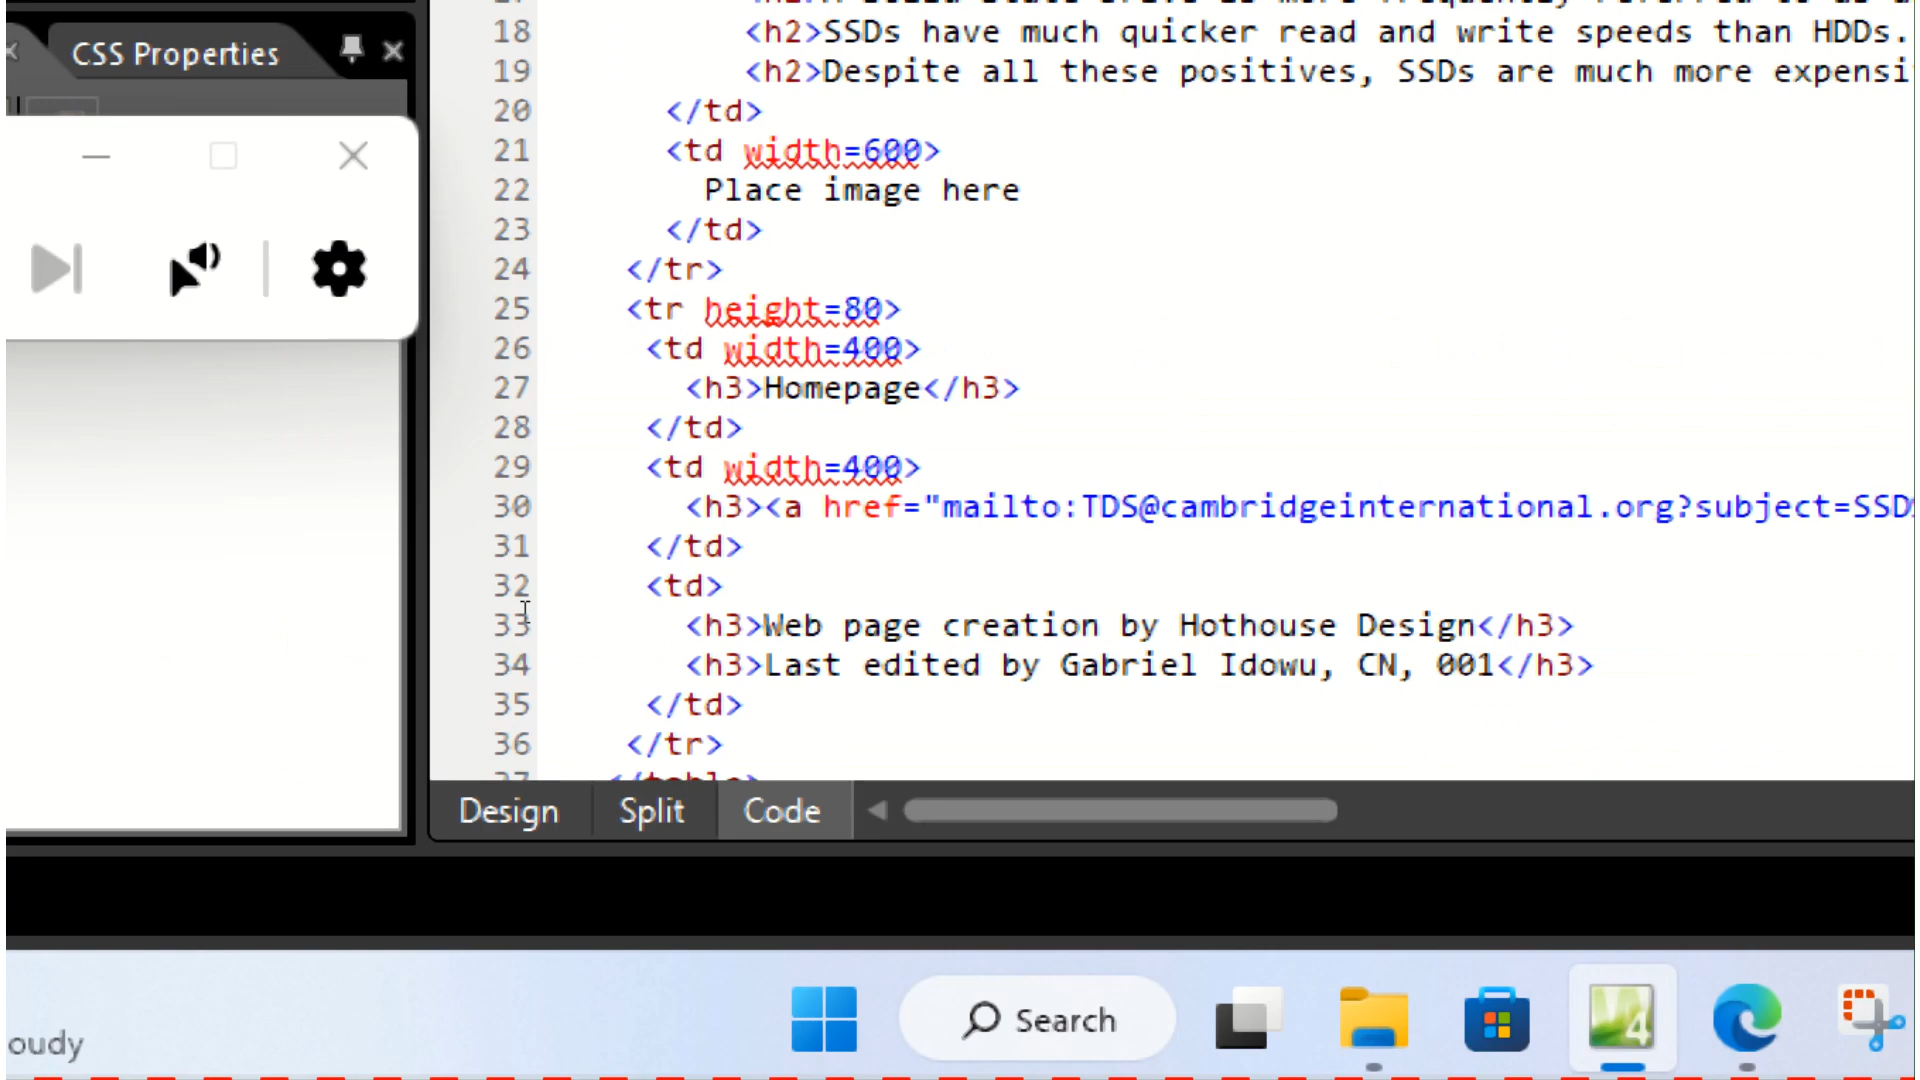 CSS Properties
18 <h2>SSDs have much quicker read and write speeds than HDDs.
19 <h2>Despite all these positives, SSDs are much more expensi
20 </td>
21 <td width=600>
22 Place image here
23 </td>
24 </tr>
25 <tr height=80>
26 <td width=400>
27 <h3>Homepage</h3>
28 </td>
29 <td width=400>
30 <h3><a href="mailto:TDS@cambridgeinternational.org?subject=SSD
31 </td>
32 <td>
33 <h3>Web page creation by Hothouse Design</h3>
34 <h3>Last edited by Gabriel Idowu, CN, 001</h3>
35 </td>
36 </tr>
37 </table>
Design Split Code
Search
4
oudy